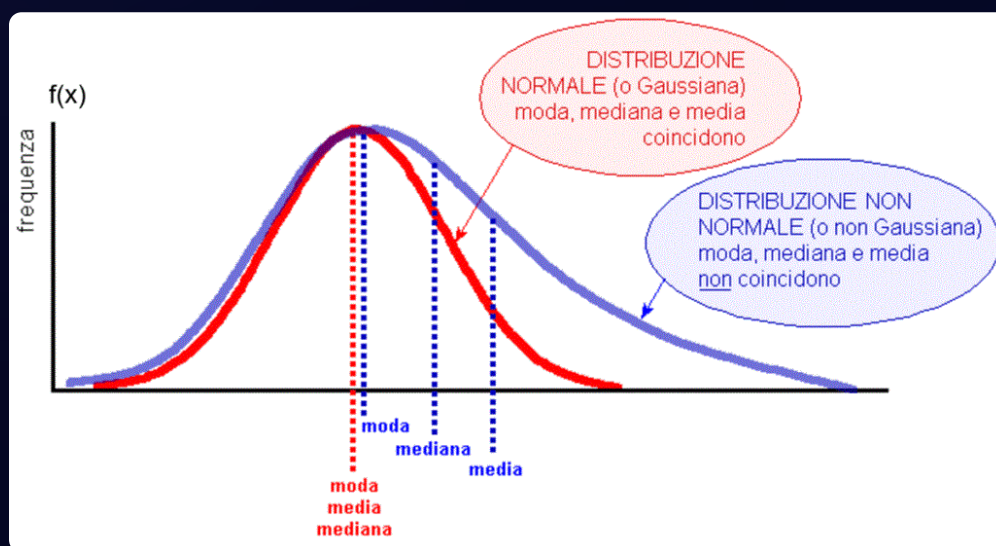 DISTRIBUZIONE
NORMALE (o Gaussiana)
moda, mediana e media
coincidono
f(x)
frequenza
DISTRIBUZIONE NON
NORMALE (o non Gaussiana)
moda, mediana e media
non coincidono
moda
mediana
media
moda
media
mediana